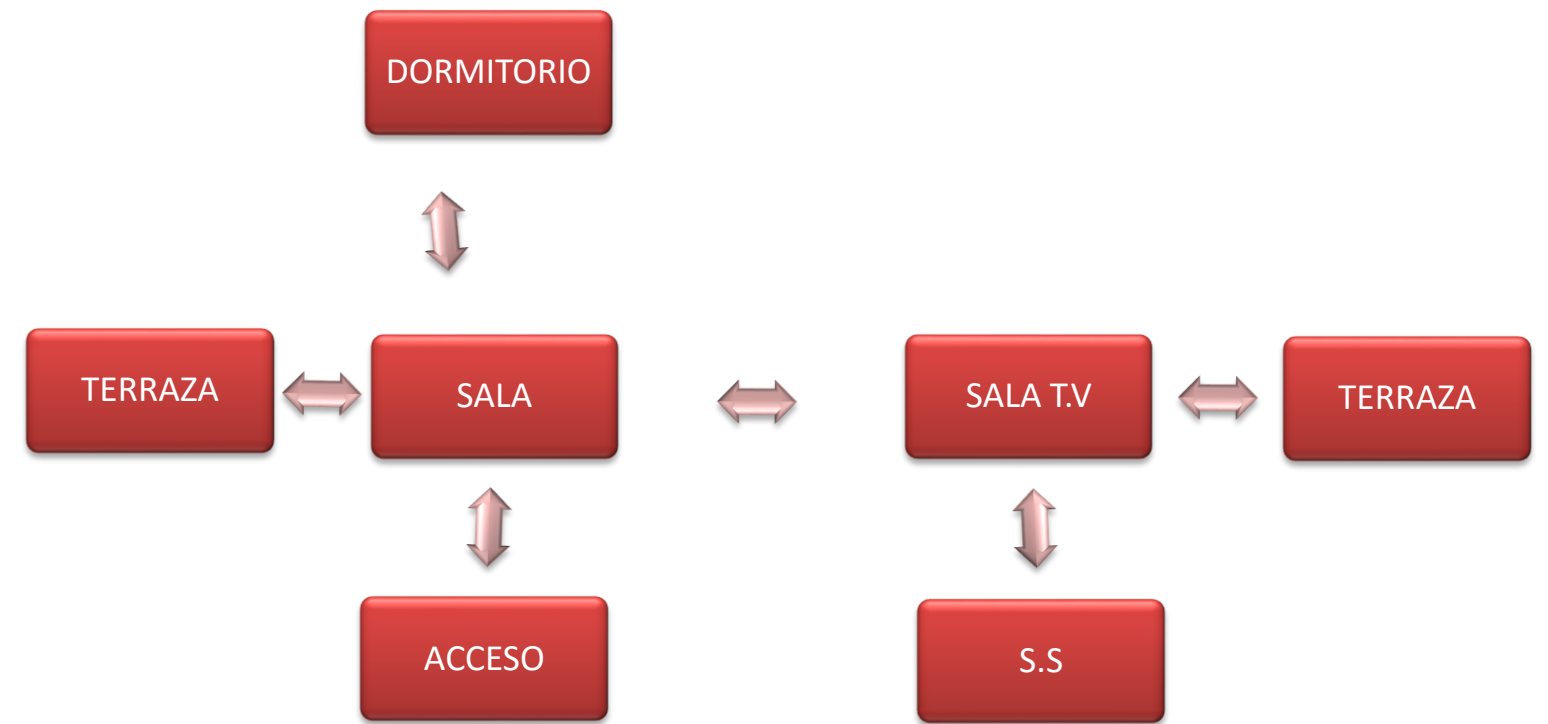 DORMITORIO
TERRAZA
SALA
SALA T.V
TERRAZA
ACCESO
S.S